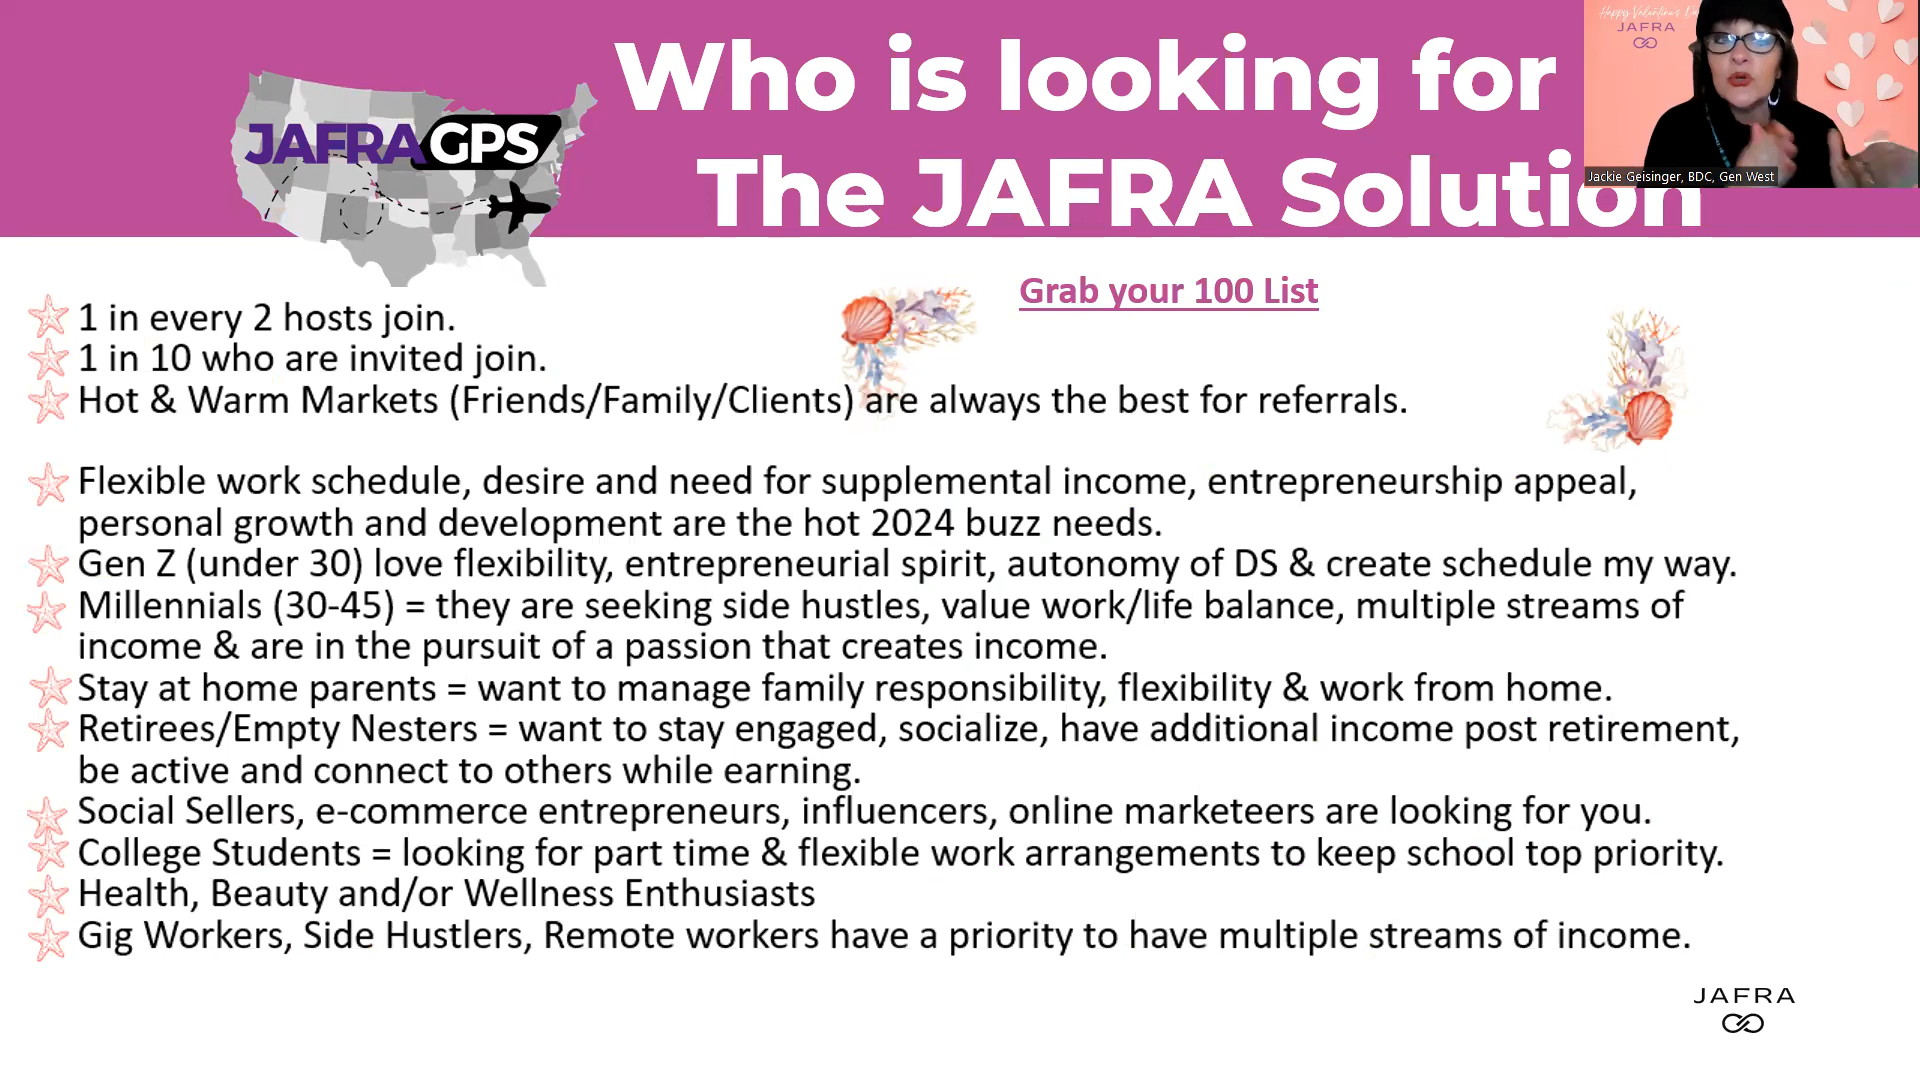 Who is looking for
The JAFRA Solution
JAFRA GPS
Happy Valentine's Da
JAFRA
Jackie Geisinger, BDC, Gen West
Grab your 100 List
1 in every 2 hosts join.
1 in 10 who are invited join.
Hot & Warm Markets (Friends/Family/Clients) are always the best for referrals.
Flexible work schedule, desire and need for supplemental income, entrepreneurship appeal,
personal growth and development are the hot 2024 buzz needs.
Gen Z (under 30) love flexibility, entrepreneurial spirit, autonomy of DS & create schedule my way.
Millennials (30-45) = they are seeking side hustles, value work/life balance, multiple streams of
income & are in the pursuit of a passion that creates income.
Stay at home parents = want to manage family responsibility, flexibility & work from home.
Retirees/Empty Nesters = want to stay engaged, socialize, have additional income post retirement,
be active and connect to others while earning.
Social Sellers, e-commerce entrepreneurs, influencers, online marketeers are looking for you.
College Students = looking for part time & flexible work arrangements to keep school top priority.
Health, Beauty and/or Wellness Enthusiasts
Gig Workers, Side Hustlers, Remote workers have a priority to have multiple streams of income.
JAFRA